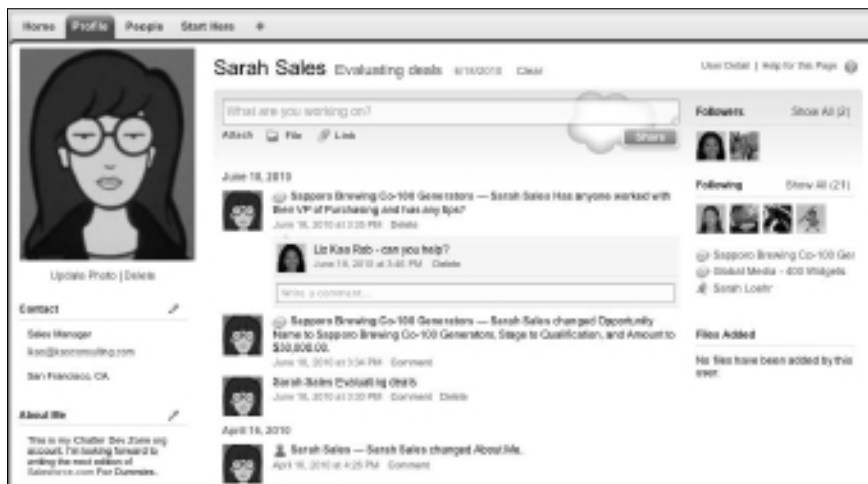 Home Profile People Start Here +
Sarah Sales Evaluating deals 6/18/2010 Clear
User Detail | Help for this Page
What are you working on?
Attach File Link
Share
Update Photo | Delete
Contact
Sales Manager
San Francisco, CA
About Me
This is my Chatter Dev Zone org
account. I'm looking forward to
writing the next edition of
Salesforce.com For Dummies.
June 18, 2010
Sapporo Brewing Co-100 Generators — Sarah Sales Has anyone worked with
their VP of Purchasing and has any tips?
June 18, 2010 at 3:35 PM Delete
Liz Kao Rob - can you help?
June 18, 2010 at 3:46 PM Delete
Write a comment...
Sapporo Brewing Co-100 Generators — Sarah Sales changed Opportunity
Name to Sapporo Brewing Co-100 Generators, Stage to Qualification, and Amount to
$30,000.00.
June 18, 2010 at 3:34 PM Comment
Sarah Sales Evaluating deals
June 18, 2010 at 3:30 PM Comment Delete
April 16, 2010
Sarah Sales — Sarah Sales changed About Me.
April 16, 2010 at 4:25 PM Comment
Followers Show All (2)
Following Show All (21)
Sapporo Brewing Co-100 Ger
Global Media - 400 Widgets
Sarah Loehr
Files Added
No files have been added by this
user.